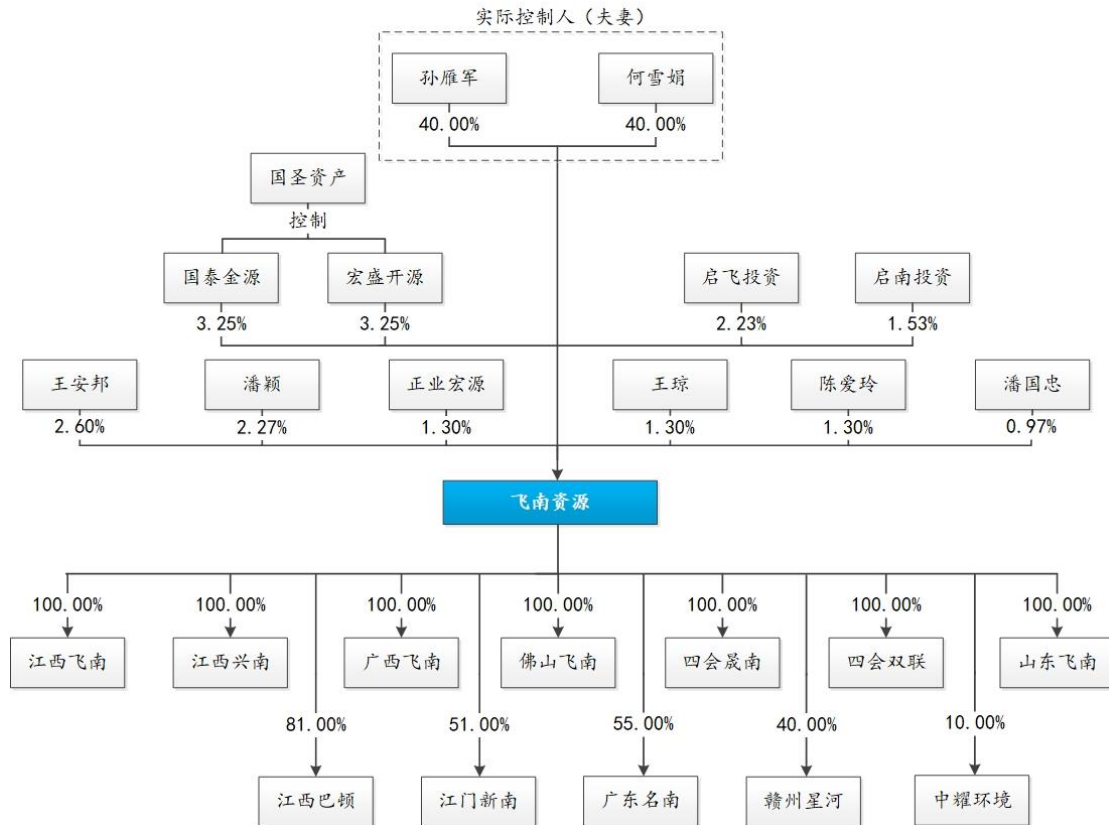 实际控制人（夫妻）
孙雁军 何雪娟
40.00% 40.00%
国圣资产
控制
国泰金源 宏盛开源 启飞投资 启南投资
3.25% 3.25% 2.23% 1.53%
王安邦 潘颖 正业宏源 王琼 陈爱玲 潘国忠
2.60% 2.27% 1.30% 1.30% 1.30% 0.97%
飞南资源
100.00% 100.00% 100.00% 100.00% 100.00% 100.00% 100.00%
江西飞南 江西兴南 广西飞南 佛山飞南 四会晟南 四会双联 山东飞南
81.00% 51.00% 55.00% 40.00% 10.00%
江西巴顿 江门新南 广东名南 赣州星河 中耀环境